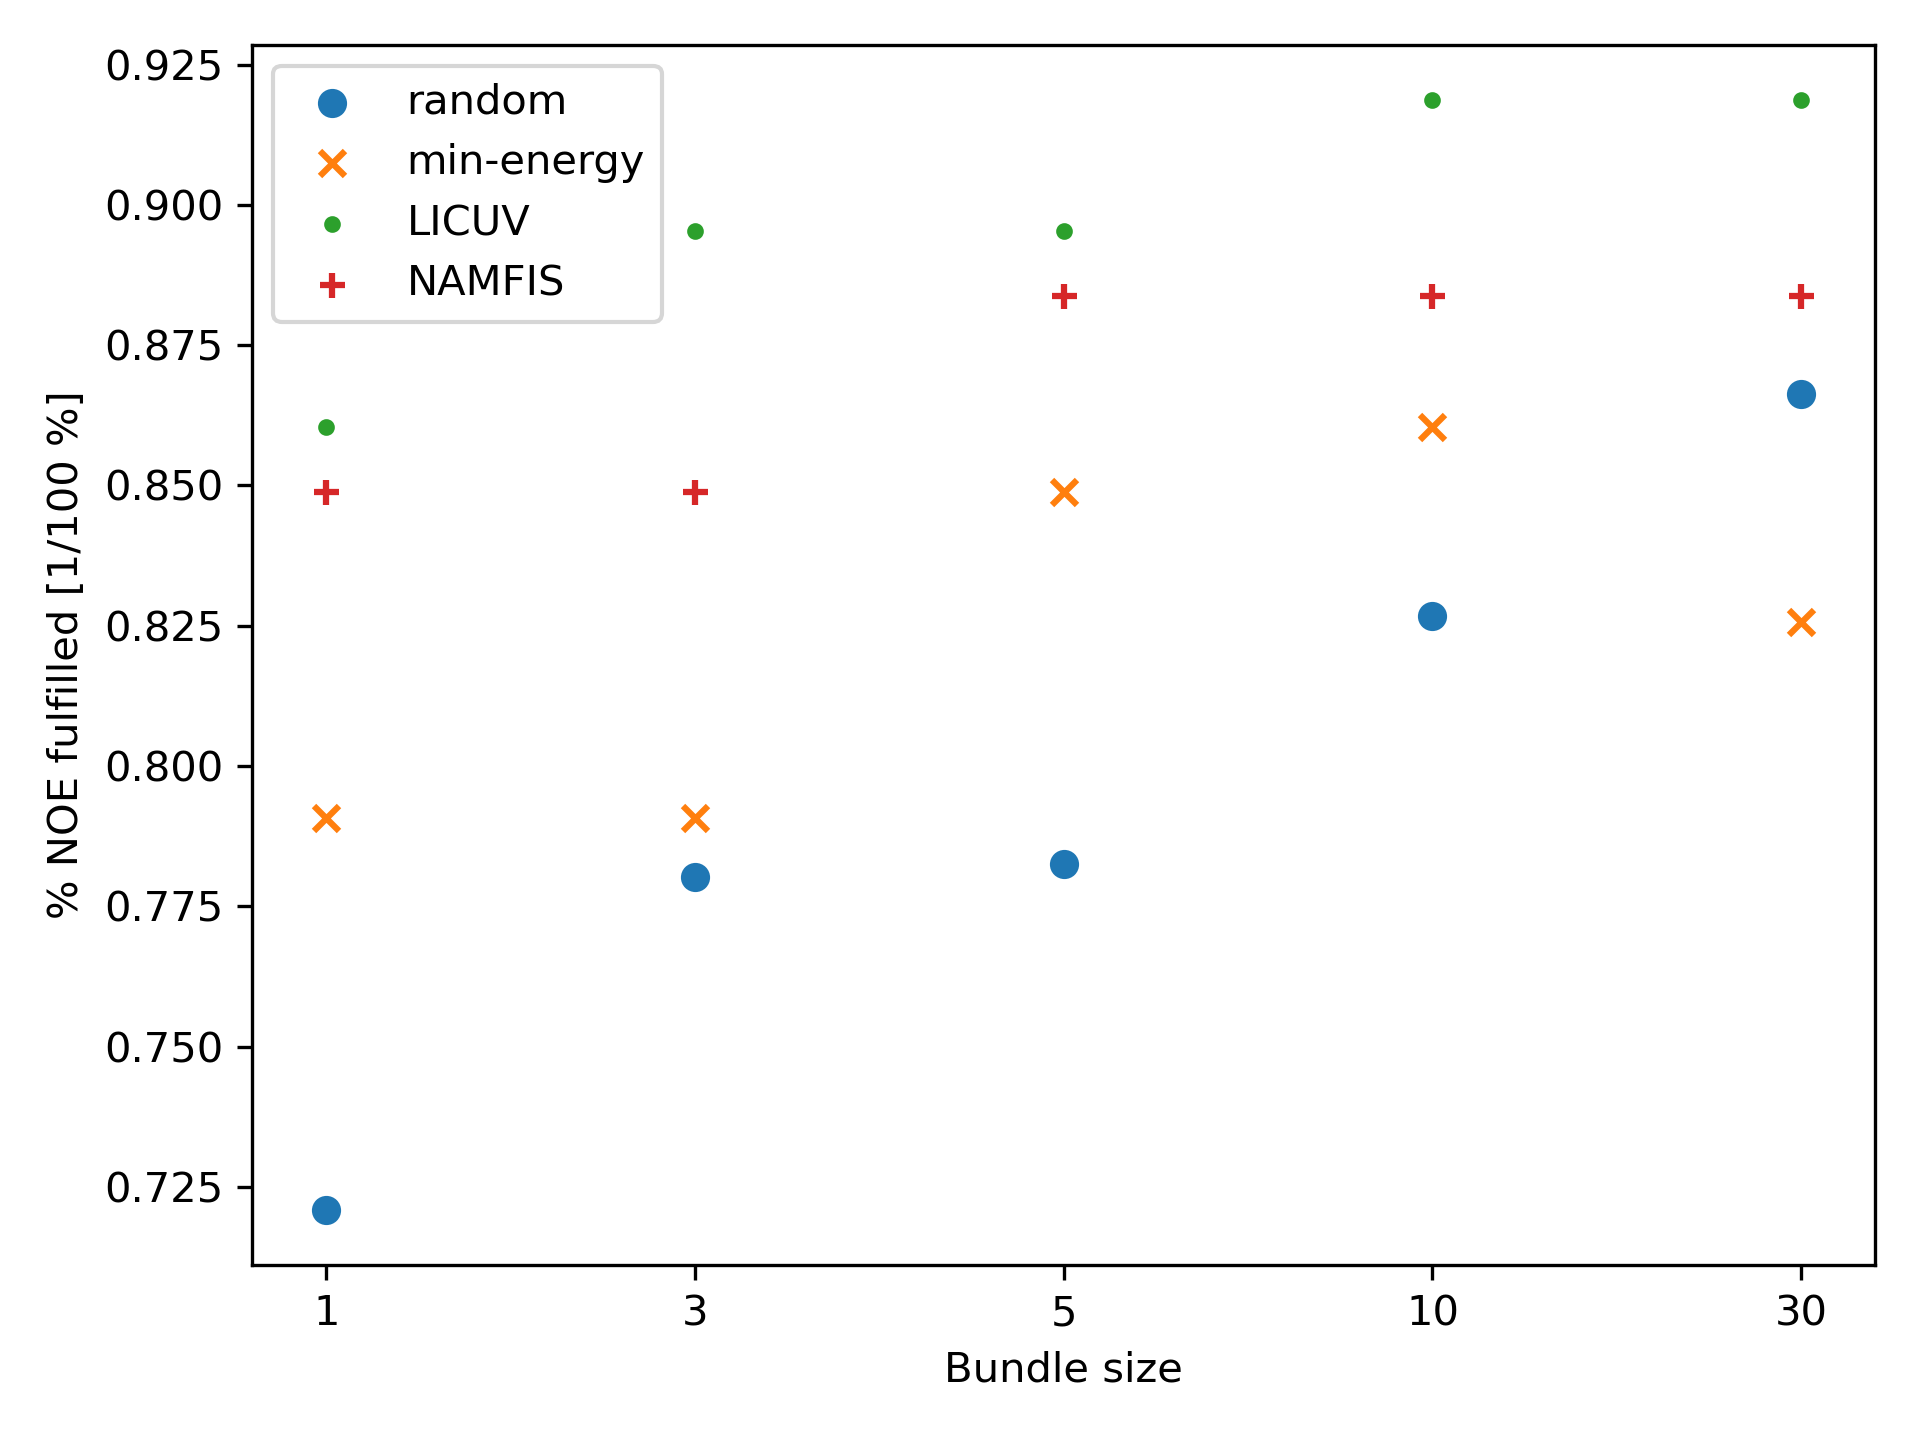 0.925
0.900
0.875
0.850
0.825
0.800
0.775
0.750
0.725
% NOE fulfilled [1/100 %]
random
min-energy
LICUV
NAMFIS
1 3 5 10 30
Bundle size